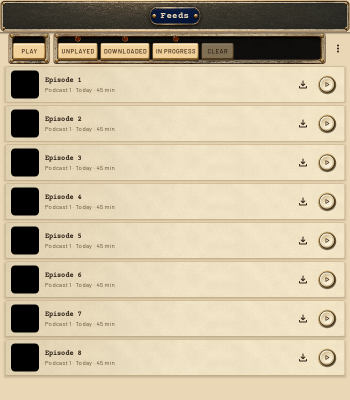 Feeds
PLAY UNPLAYED DOWNLOADED IN PROGRESS CLEAR
Episode 1
Podcast 1 · Today · 45 min
Episode 2
Podcast 1 · Today · 45 min
Episode 3
Podcast 1 · Today · 45 min
Episode 4
Podcast 1 · Today · 45 min
Episode 5
Podcast 1 · Today · 45 min
Episode 6
Podcast 1 · Today · 45 min
Episode 7
Podcast 1 · Today · 45 min
Episode 8
Podcast 1 · Today · 45 min